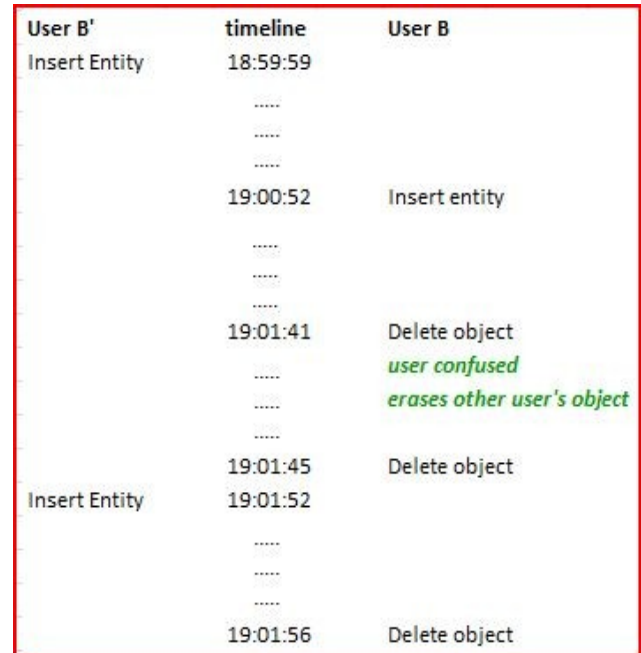 User B' timeline User B
Insert Entity 18:59:59
.....
.....
.....
19:00:52 Insert entity
.....
.....
.....
19:01:41 Delete object
..... user confused
..... erases other user's object
.....
19:01:45 Delete object
Insert Entity 19:01:52
.....
.....
.....
19:01:56 Delete object